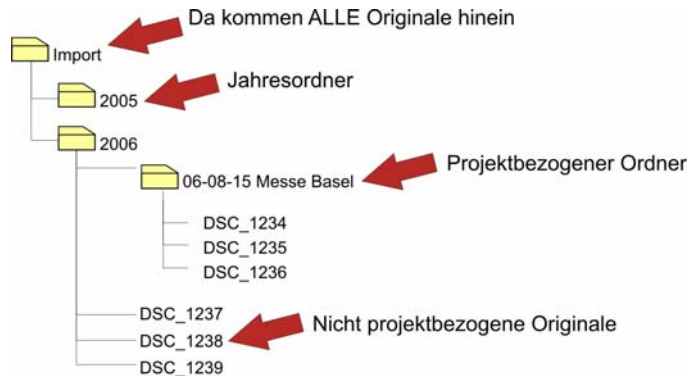 Da kommen ALLE Originale hinein
Import
Jahresordner
2005
2006
Projektbezogener Ordner
06-08-15 Messe Basel
DSC_1234
DSC_1235
DSC_1236
DSC_1237
Nicht projektbezogene Originale
DSC_1238
DSC_1239